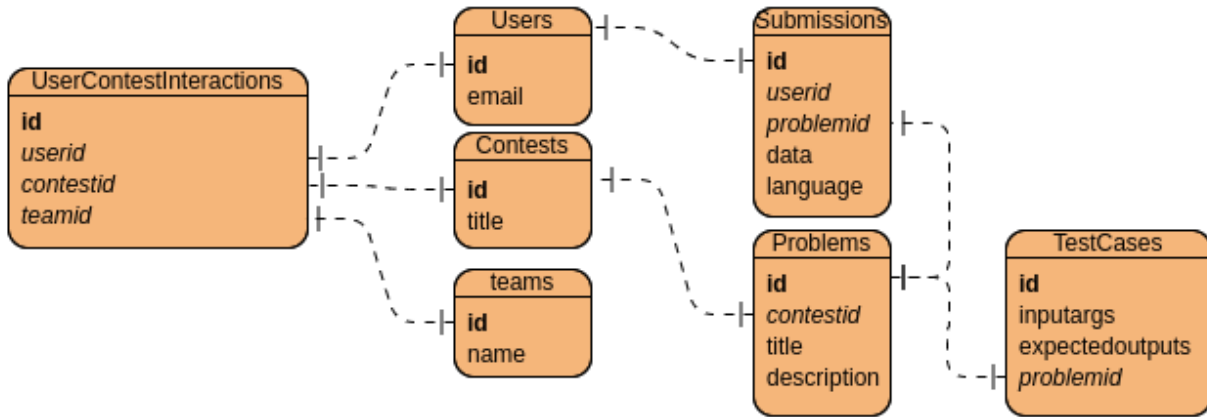 UserContestInteractions
id
userid
contestid
teamid
Users
id
email
Contests
id
title
teams
id
name
Submissions
id
userid
problemid
data
language
Problems
id
contestid
title
description
TestCases
id
inputargs
expectedoutputs
problemid